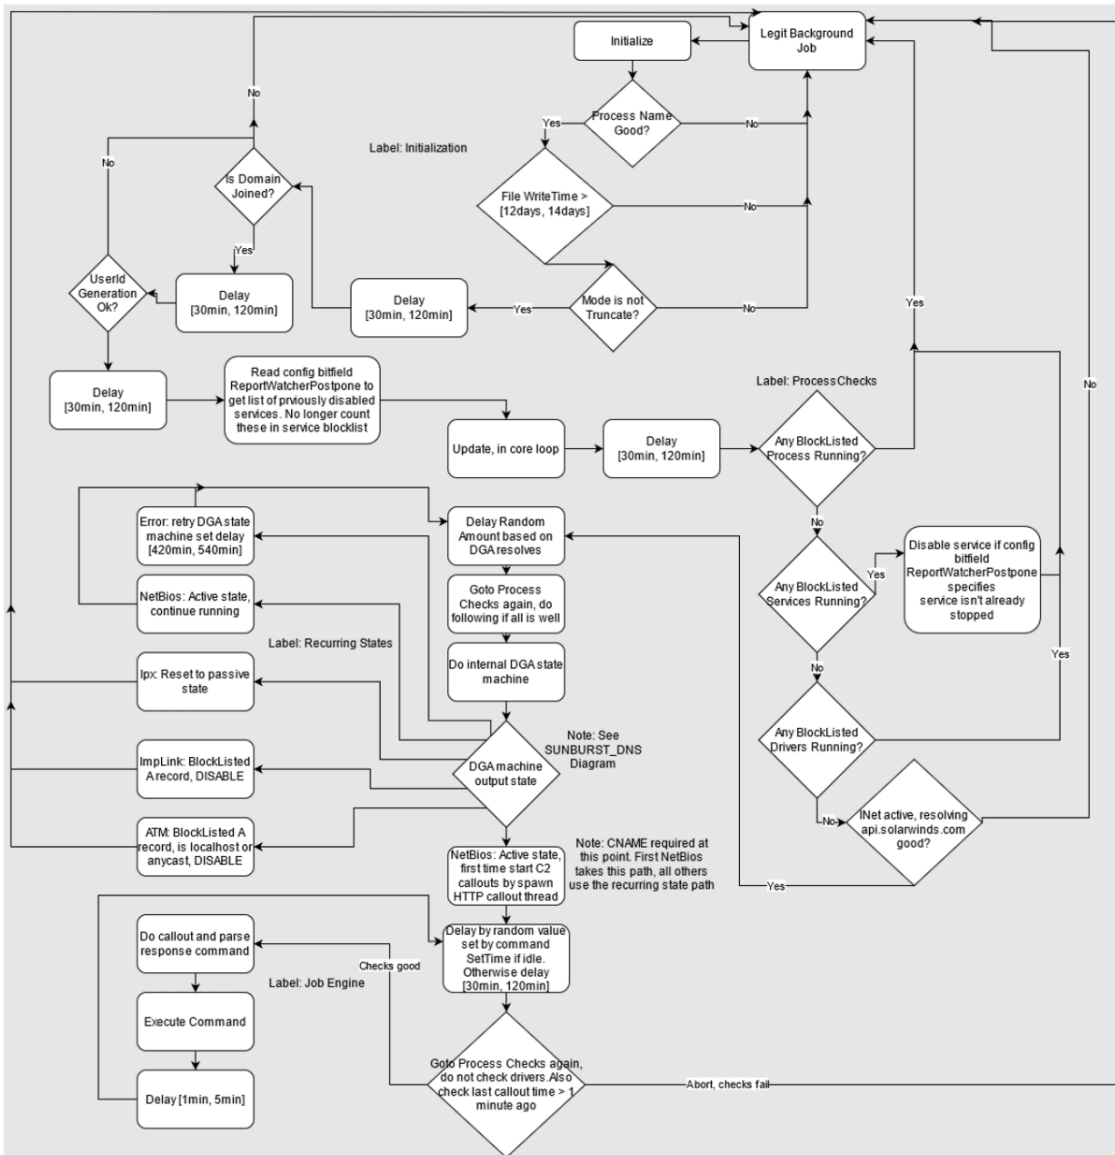 Initialize
Legit Background
Job
No
Process Name
Good?
Yes
No
Label: Initialization
No
Is Domain
Joined?
File WriteTime >
[12days, 14days]
No
Yes
UserId
Generation
Ok?
Delay
[30min, 120min]
Delay
[30min, 120min]
Yes
Mode is not
Truncate?
No
Yes
Delay
[30min, 120min]
Read config bitfield
ReportWatcherPostpone to
get list of prviously disabled
services. No longer count
these in service blocklist
Label: ProcessChecks
No
Update, in core loop
Delay
[30min, 120min]
Any BlockListed
Process Running?
No
Error: retry DGA state
machine set delay
[420min, 540min]
Delay Random
Amount based on
DGA resolves
Any BlockListed
Services Running?
Yes
Disable service if config
bitfield
ReportWatcherPostpone
specifies
service isn't already
stopped
NetBios: Active state,
continue running
Goto Process
Checks again, do
following if all is well
Label: Recurring States
Yes
Ipx: Reset to passive
state
Do internal DGA state
machine
No
Any BlockListed
Drivers Running?
Note: See
SUNBURST_DNS
Diagram
ImpLink: BlockListed
A record, DISABLE
DGA machine
output state
No
INet active, resolving
api.solarwinds.com
good?
ATM: BlockListed A
record, is localhost or
anycast, DISABLE
NetBios: Active state,
first time start C2
callouts by spawn
HTTP callout thread
Note: CNAME required at
this point. First NetBios
takes this path, all others
use the recurring state path
Yes
Do callout and parse
response command
Checks good
Delay by random value
set by command
SetTime if idle.
Otherwise delay
[30min, 120min]
Label: Job Engine
Execute Command
Goto Process Checks again,
do not check drivers.Also
check last callout time > 1
minute ago
Abort, checks fail
Delay [1min, 5min]